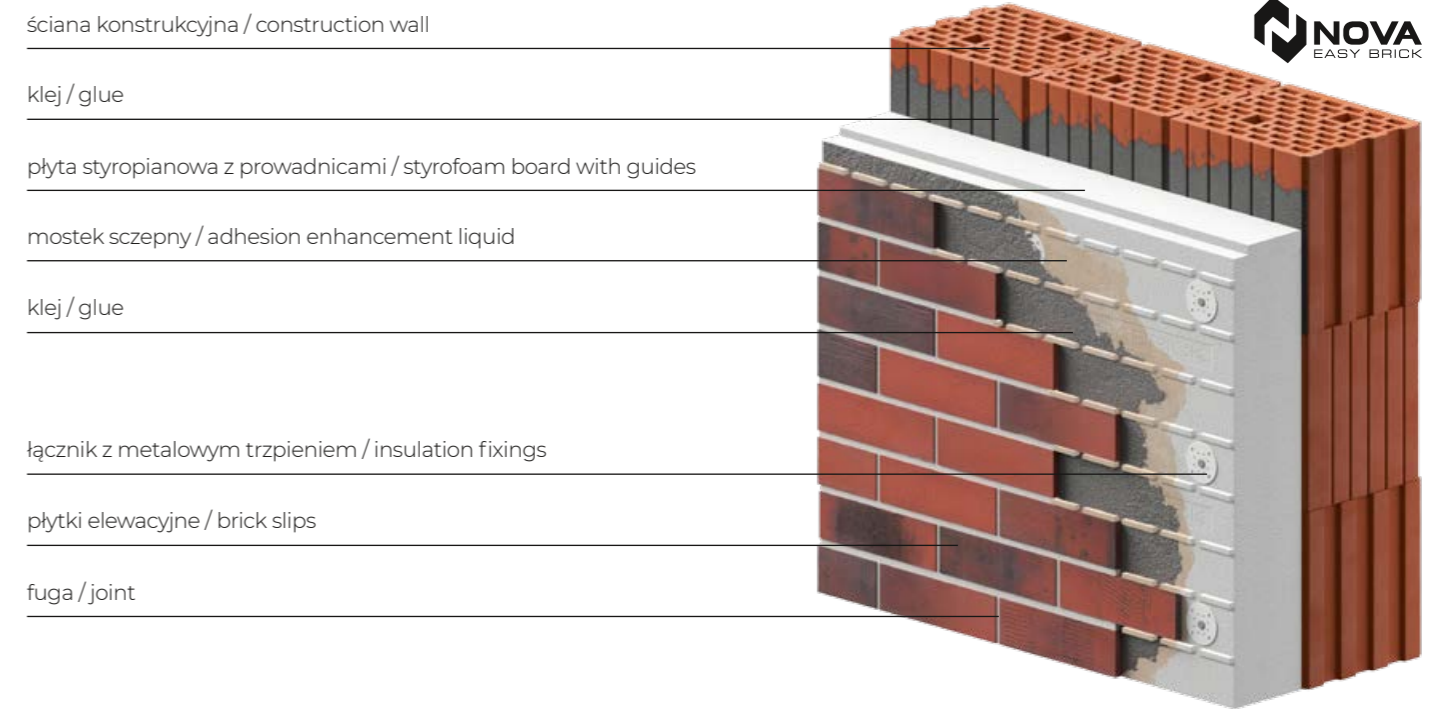 ściana konstrukcyjna / construction wall
NOVA
EASY BRICK
klej / glue
płyta styropianowa z prowadnicami / styrofoam board with guides
mostek sczepny / adhesion enhancement liquid
klej / glue
łącznik z metalowym trzpieniem / insulation fixings
płytki elewacyjne / brick slips
fuga / joint